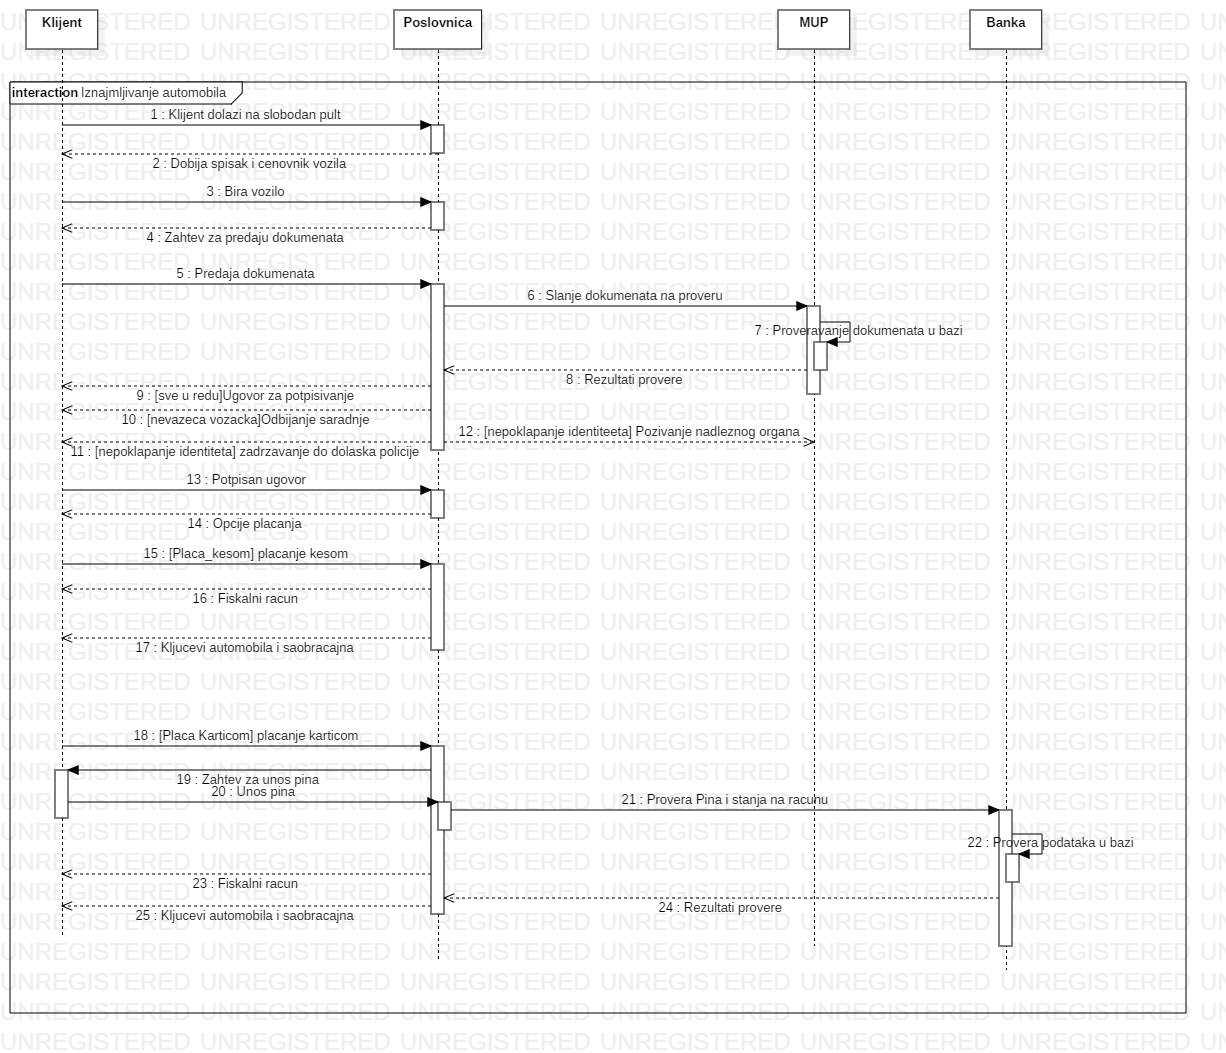 Klijent
Poslovnica
MUP
Banka
interaction Iznajmljivanje automobila
1 : Klijent dolazi na slobodan pult
2 : Dobija spisak i cenovnik vozila
3 : Bira vozilo
4 : Zahtev za predaju dokumenata
5 : Predaja dokumenata
6 : Slanje dokumenata na proveru
7 : Proveravanje dokumenata u bazi
8 : Rezultati provere
9 : [sve u redu]Ugovor za potpisivanje
10 : [nevazeca vozacka]Odbijanje saradnje
12 : [nepoklapanje identiteeta] Pozivanje nadleznog organa
11 : [nepoklapanje identiteta] zadrzavanje do dolaska policije
13 : Potpisan ugovor
14 : Opcije placanja
15 : [Placa_kesom] placanje kesom
16 : Fiskalni racun
17 : Kljucevi automobila i saobracajna
18 : [Placa Karticom] placanje karticom
19 : Zahtev za unos pina
20 : Unos pina
21 : Provera Pina i stanja na racunu
22 : Provera podataka u bazi
23 : Fiskalni racun
24 : Rezultati provere
25 : Kljucevi automobila i saobracajna
UNREGISTERED